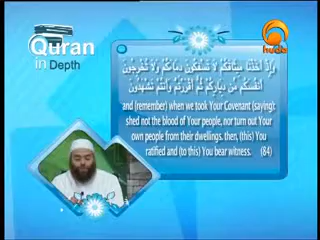 Quran
in Depth
huda
وَإِذْ أَخَذْنَا مِيثَاقَكُمْ لَا تَسْفِكُونَ دِمَاءَكُمْ وَلَا تُخْرِجُونَ
أَنْفُسَكُمْ مِنْ دِيَارِكُمْ ثُمَّ أَقْرَرْتُمْ وَأَنْتُمْ تَشْهَدُونَ
and (remember) when we took Your Covenant (saying):
shed not the blood of Your people, nor turn out Your
own people from their dwellings. then, (this) You
ratified and (to this) You bear witness. (84)